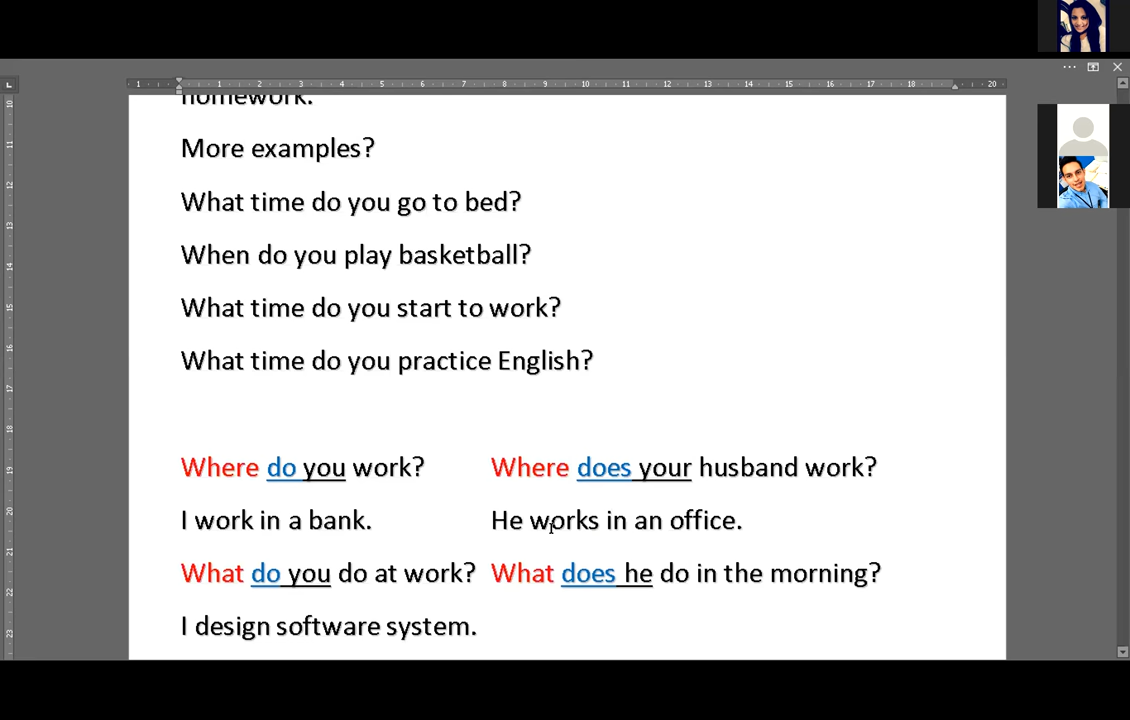 homework.
More examples?
What time do you go to bed?
When do you play basketball?
What time do you start to work?
What time do you practice English?
Where do you work? Where does your husband work?
I work in a bank. He works in an office.
What do you do at work? What does he do in the morning?
I design software system.